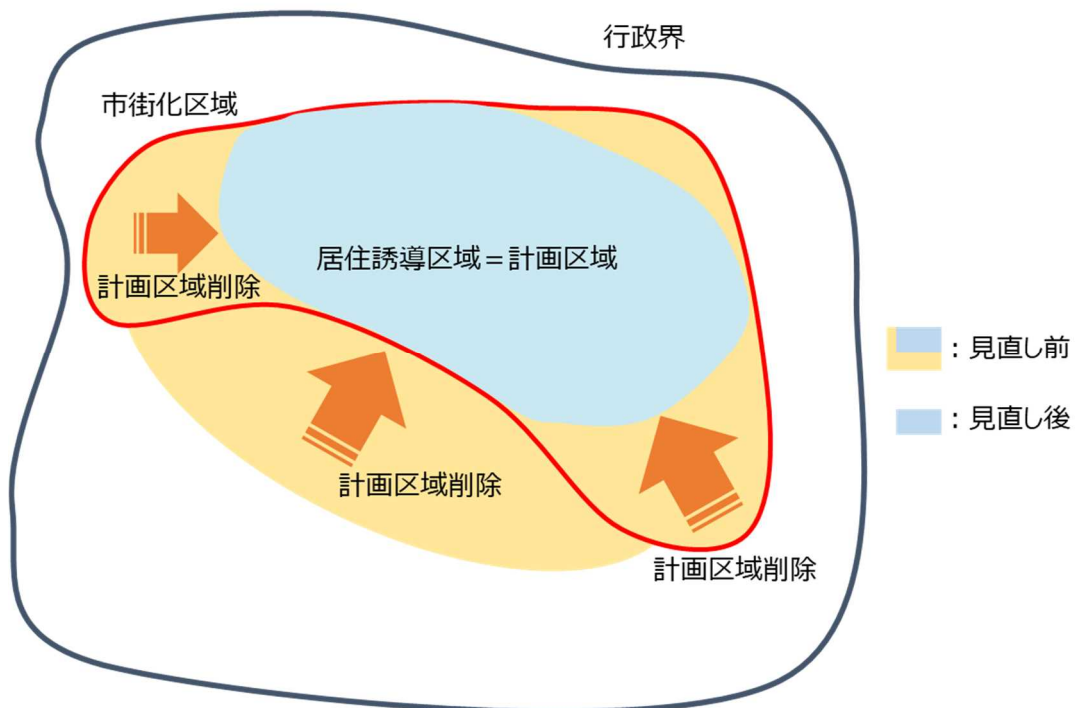 行政界
市街化区域
居住誘導区域＝計画区域
計画区域削除
：見直し前
：見直し後
計画区域削除
計画区域削除